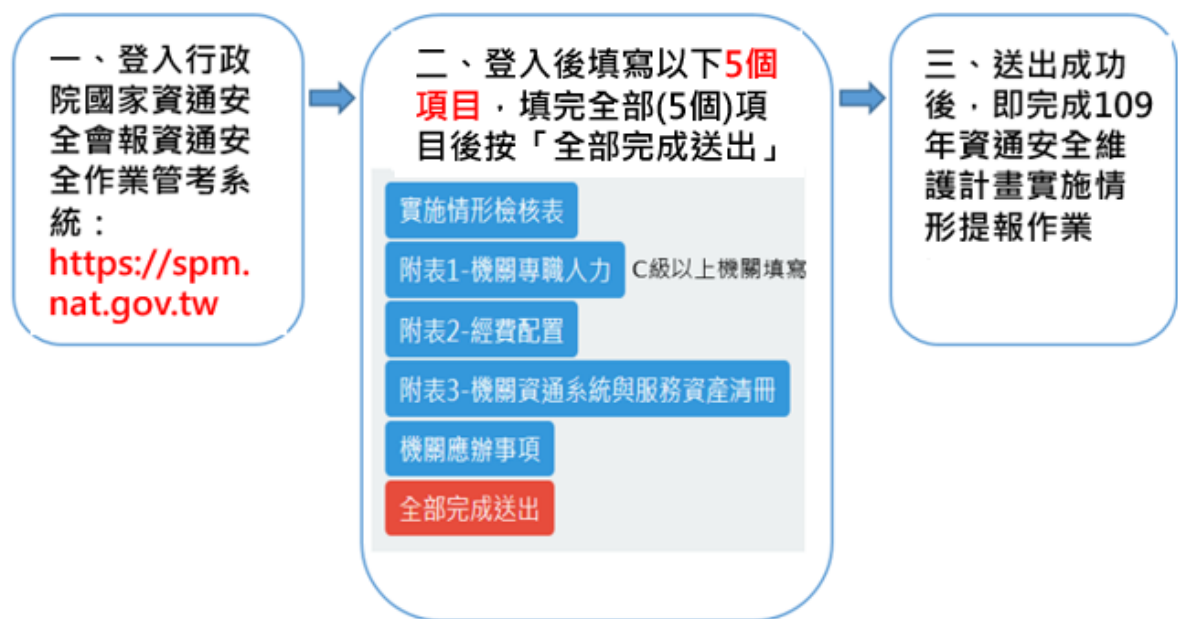 一、登入行政
院國家資通安
全會報資通安
全作業管考系
統：
https://spm.
nat.gov.tw
二、登入後填寫以下5個
項目，填完全部(5個)項
目後按「全部完成送出」
實施情形檢核表
附表1-機關專職人力 C級以上機關填寫
附表2-經費配置
附表3-機關資通系統與服務資產清冊
機關應辦事項
全部完成送出
三、送出成功
後，即完成109
年資通安全維
護計畫實施情
形提報作業